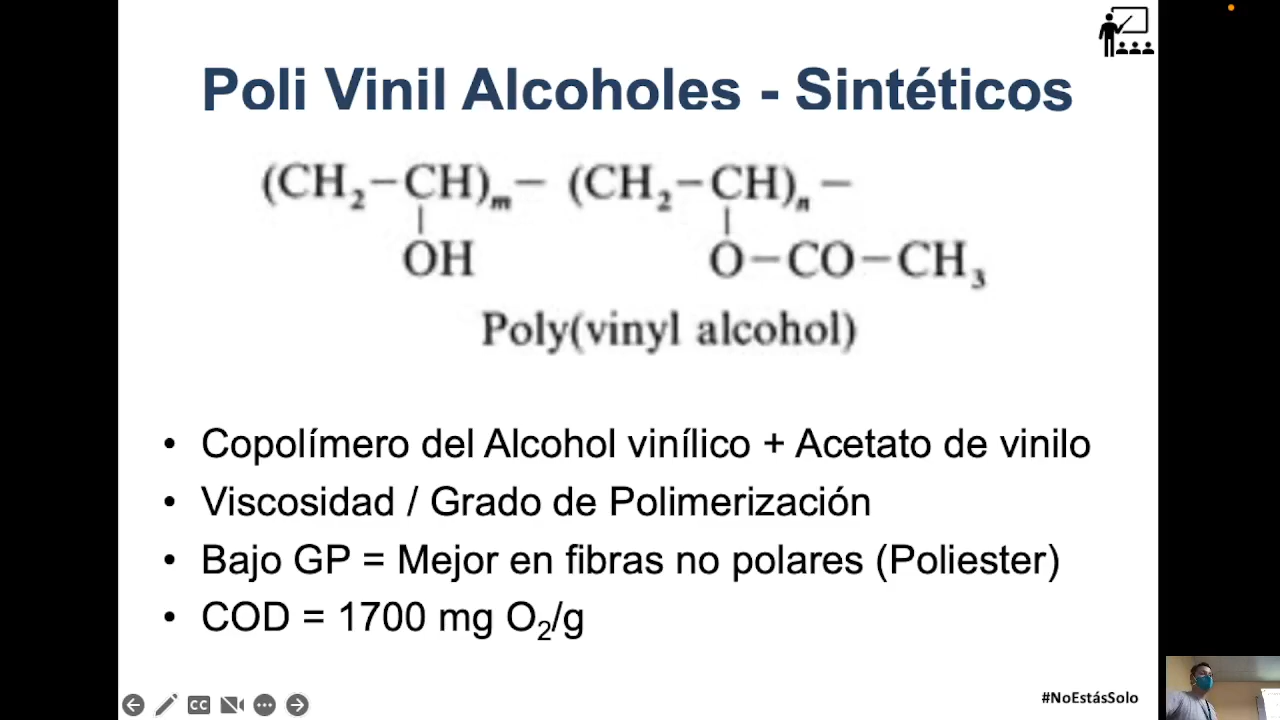 Poli Vinil Alcoholes - Sintéticos
(CH₂–CH)ₘ– (CH₂–CH)ₙ–
OH O–CO–CH₃
Poly(vinyl alcohol)
• Copolímero del Alcohol vinílico + Acetato de vinilo
• Viscosidad / Grado de Polimerización
• Bajo GP = Mejor en fibras no polares (Poliester)
• COD = 1700 mg O₂/g
CC
#NoEstásSolo